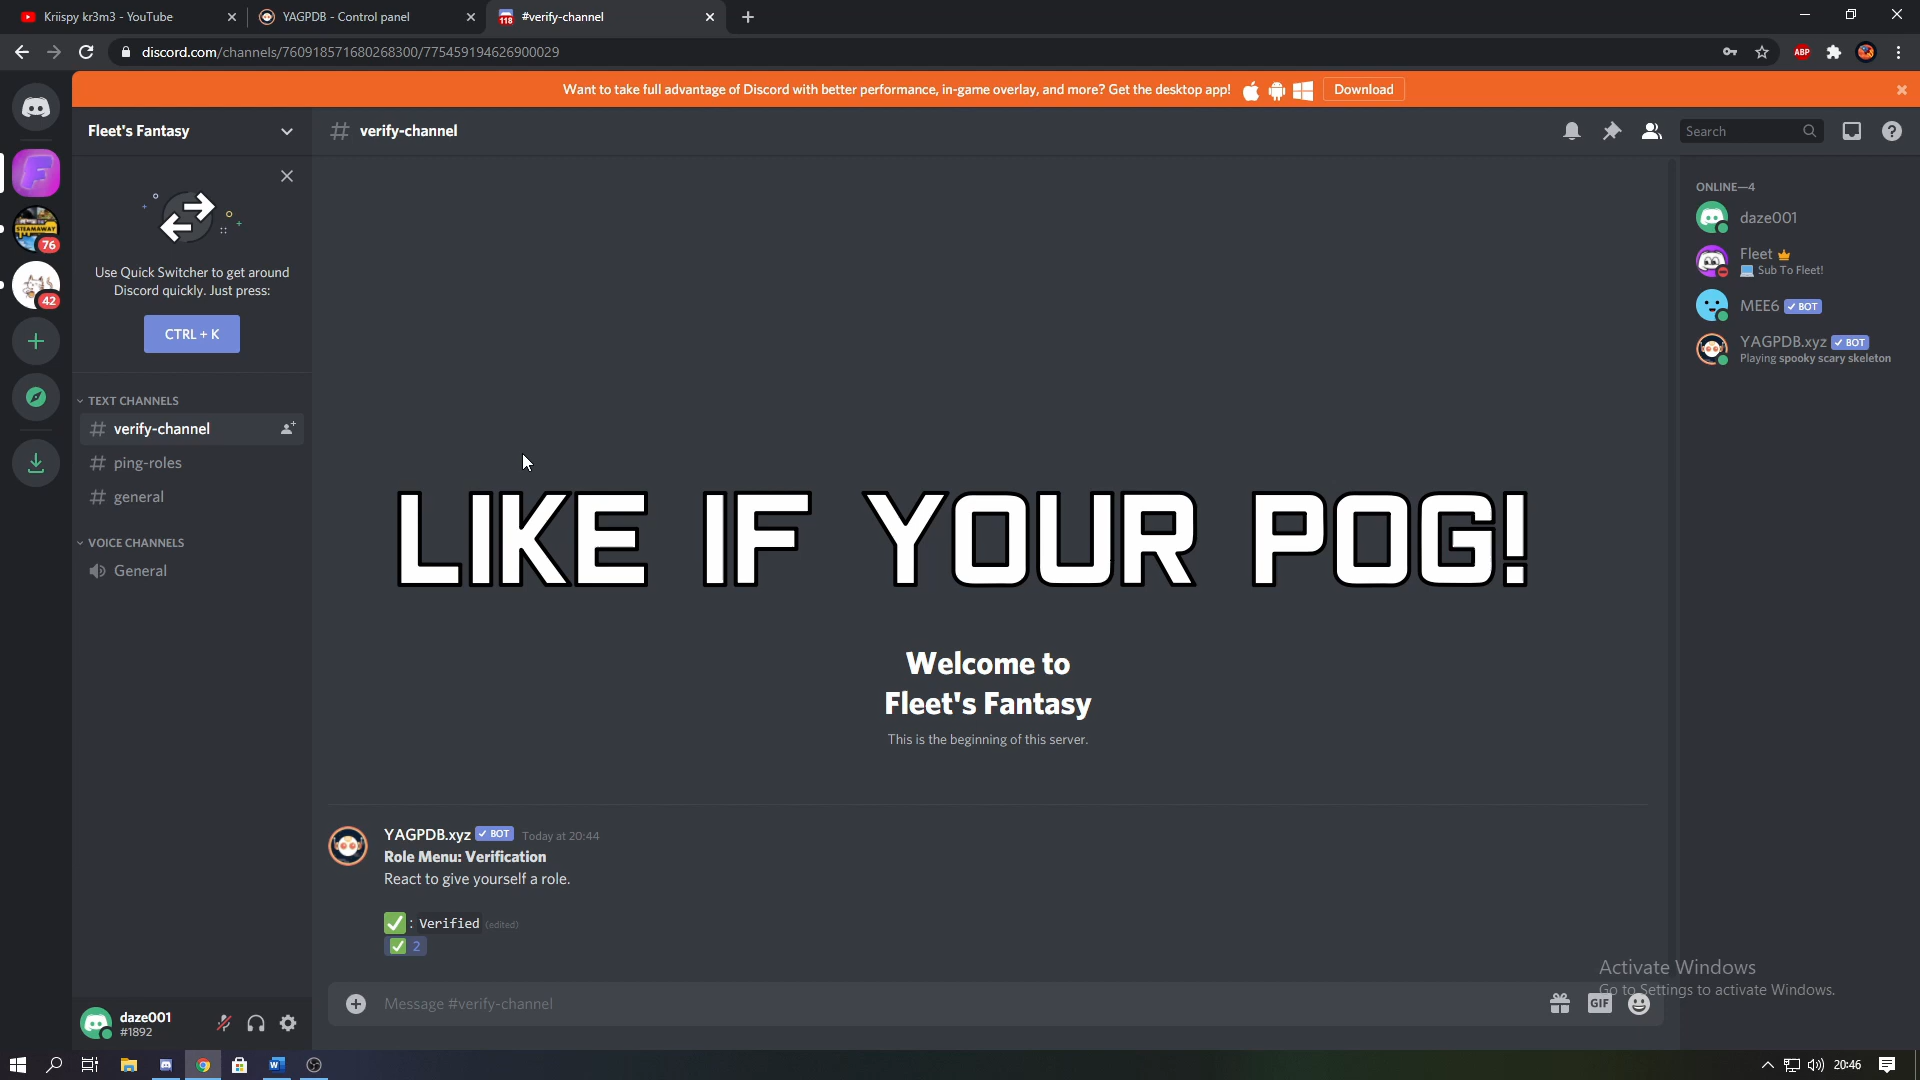 Kriispy kr3m3 - YouTube
YAGPDB - Control panel
118
#verify-channel
discord.com/channels/760918571680268300/775459194626900029
ABP
Want to take full advantage of Discord with better performance, in-game overlay, and more? Get the desktop app!
Download
Fleet's Fantasy
verify-channel
Search
STEAMAWAY
76
42
Use Quick Switcher to get around
Discord quickly. Just press:
CTRL + K
TEXT CHANNELS
verify-channel
ping-roles
general
VOICE CHANNELS
General
LIKE IF YOUR POG!
Welcome to
Fleet's Fantasy
This is the beginning of this server.
YAGPDB.xyz BOT Today at 20:44
Role Menu: Verification
React to give yourself a role.
: Verified (edited)
2
Message #verify-channel
GIF
ONLINE—4
daze001
Fleet
Sub To Fleet!
MEE6 BOT
YAGPDB.xyz BOT
Playing spooky scary skeleton
Activate Windows
Go to Settings to activate Windows.
daze001
#1892
W
20:46